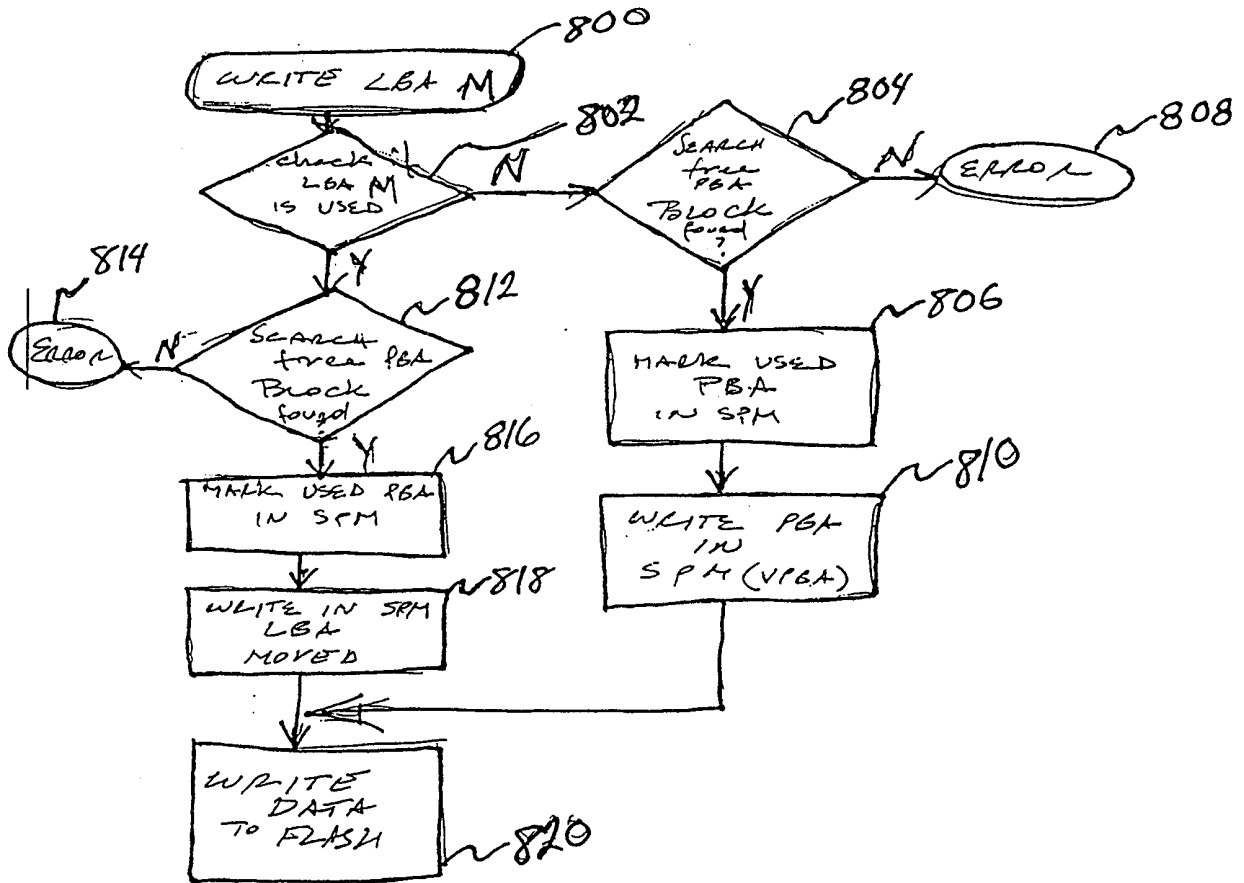 800
WRITE LBA M
802
check
LBA M
IS USED
N
Y
804
SEARCH
free
PBA
BLOCK
found
?
N
808
ERROR
Y
814
ERROR
N
812
SEARCH
free PBA
BLOCK
found
?
Y
806
MARK USED
PBA
IN SPM
816
MARK USED PBA
IN SPM
810
WRITE PBA
IN
SPM (VPBA)
818
WRITE IN SPM
LBA
MOVED
WRITE
DATA
TO FLASH
820